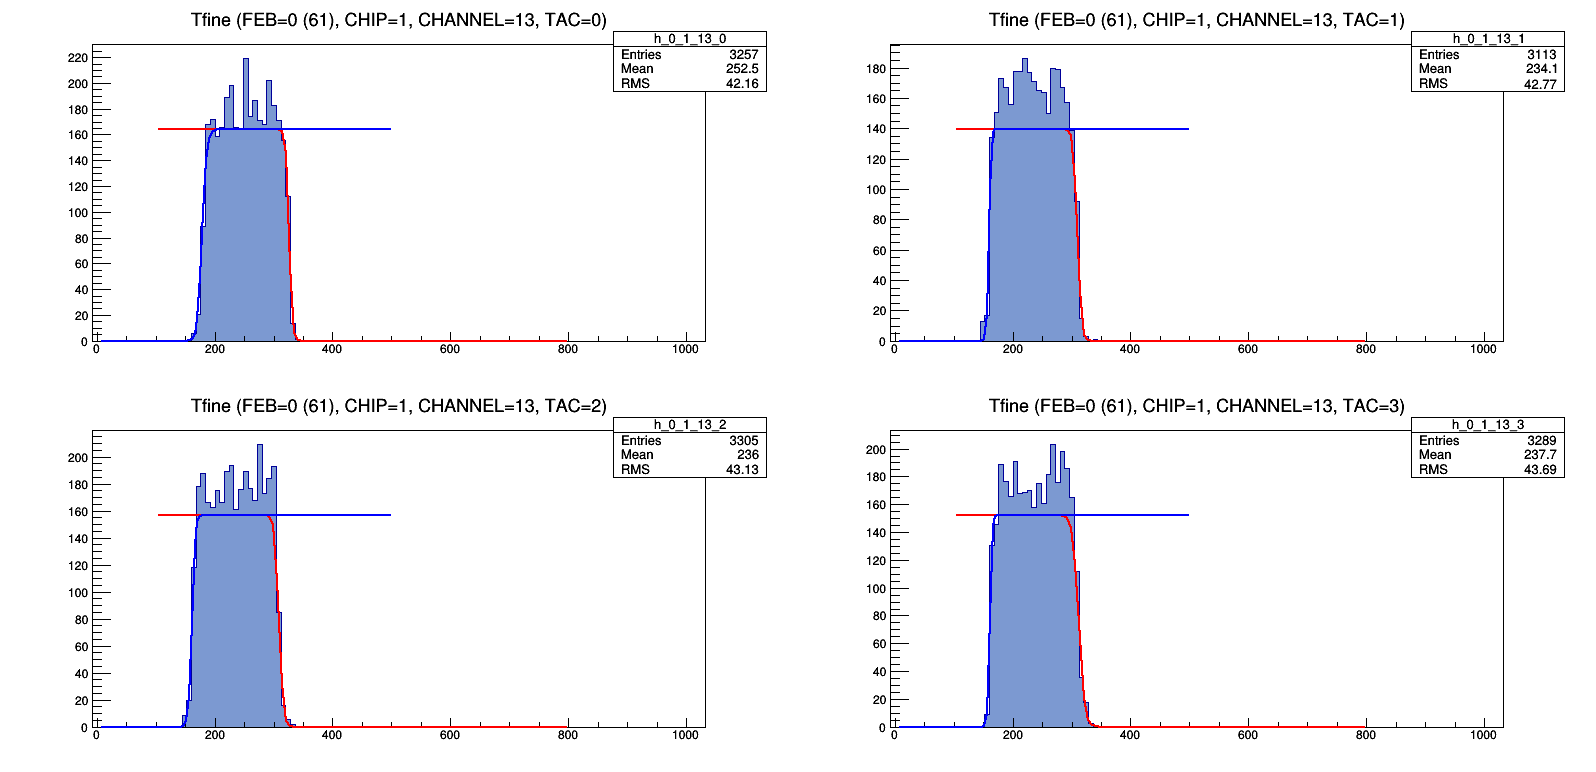 Tfine (FEB=0 (61), CHIP=1, CHANNEL=13, TAC=0)
h_0_1_13_0
Entries 3257
Mean 252.5
RMS 42.16
220
200
180
160
140
120
100
80
60
40
20
0
0 200 400 600 800 1000
Tfine (FEB=0 (61), CHIP=1, CHANNEL=13, TAC=1)
h_0_1_13_1
Entries 3113
Mean 234.1
RMS 42.77
180
160
140
120
100
80
60
40
20
0
0 200 400 600 800 1000
Tfine (FEB=0 (61), CHIP=1, CHANNEL=13, TAC=2)
h_0_1_13_2
Entries 3305
Mean 236
RMS 43.13
200
180
160
140
120
100
80
60
40
20
0
0 200 400 600 800 1000
Tfine (FEB=0 (61), CHIP=1, CHANNEL=13, TAC=3)
h_0_1_13_3
Entries 3289
Mean 237.7
RMS 43.69
200
180
160
140
120
100
80
60
40
20
0
0 200 400 600 800 1000